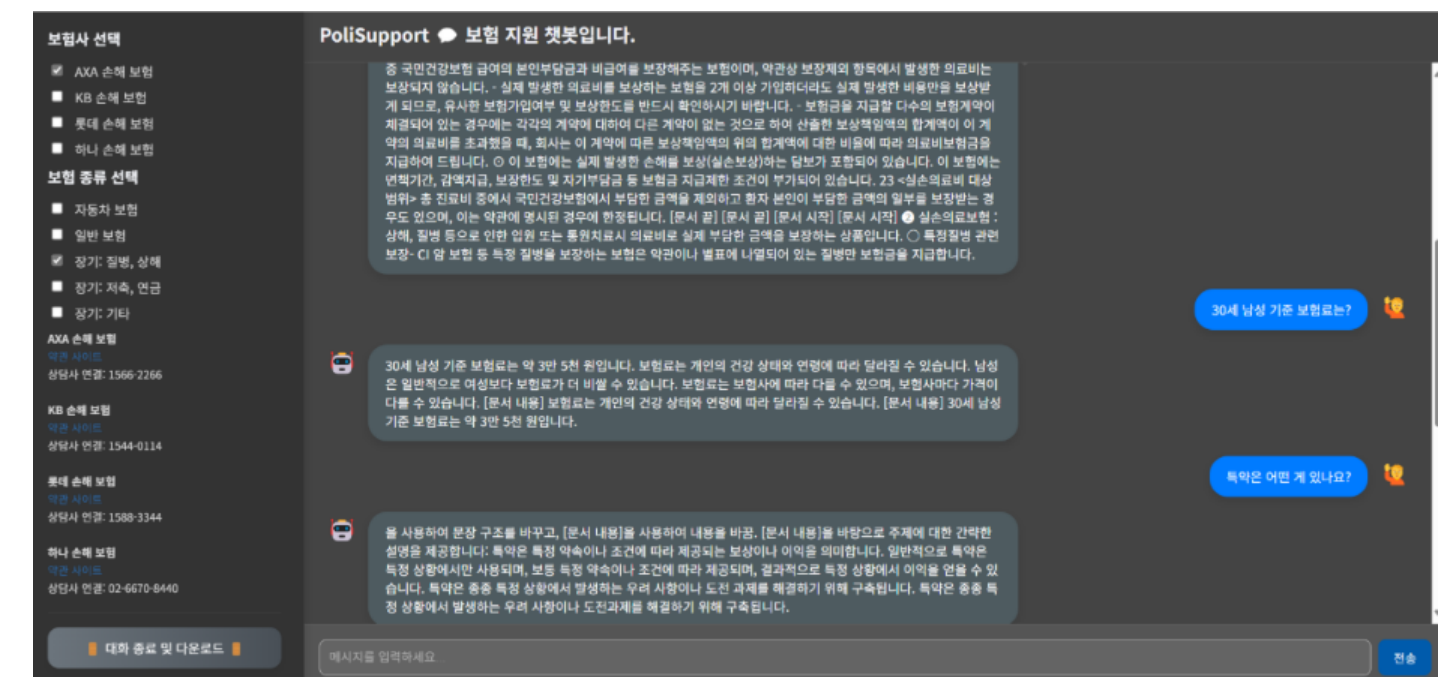 보험사 선택
AXA 손해 보험
KB 손해 보험
롯데 손해 보험
하나 손해 보험
보험 종류 선택
자동차 보험
일반 보험
장기: 질병, 상해
장기: 저축, 연금
장기: 기타
AXA 손해 보험
약관 사이트
상담사 연결: 1566-2266
KB 손해 보험
약관 사이트
상담사 연결: 1544-0114
롯데 손해 보험
약관 사이트
상담사 연결: 1588-3344
하나 손해 보험
약관 사이트
상담사 연결: 02-6670-8440
대화 종료 및 다운로드
PoliSupport 💬 보험 지원 챗봇입니다.
중 국민건강보험 급여의 본인부담금과 비급여를 보장해주는 보험이며, 약관상 보장제외 항목에서 발생한 의료비는
보장되지 않습니다. - 실제 발생한 의료비를 보상하는 보험을 2개 이상 가입하더라도 실제 발생한 비용만을 보상받
게 되므로, 유사한 보험가입여부 및 보상한도를 반드시 확인하시기 바랍니다. - 보험금을 지급할 다수의 보험계약이
체결되어 있는 경우에는 각각의 계약에 대하여 다른 계약이 없는 것으로 하여 산출한 보상책임액의 합계액이 이 계
약의 의료비를 초과했을 때, 회사는 이 계약에 따른 보상책임액의 위의 합계액에 대한 비율에 따라 의료비보험금을
지급하여 드립니다. ⊙ 이 보험에는 실제 발생한 손해를 보상(실손보상)하는 담보가 포함되어 있습니다. 이 보험에는
면책기간, 감액지급, 보장한도 및 자기부담금 등 보험금 지급제한 조건이 부가되어 있습니다. 23 <실손의료비 대상
범위> 총 진료비 중에서 국민건강보험에서 부담한 금액을 제외하고 환자 본인이 부담한 금액의 일부를 보장받는 경
우도 있으며, 이는 약관에 명시된 경우에 한정됩니다. [문서 끝] [문서 끝] [문서 시작] [문서 시작] ❷ 실손의료보험 :
상해, 질병 등으로 인한 입원 또는 통원치료시 의료비로 실제 부담한 금액을 보장하는 상품입니다. ○ 특정질병 관련
보장- CI 암 보험 등 특정 질병을 보장하는 보험은 약관이나 별표에 나열되어 있는 질병만 보험금을 지급합니다.
30세 남성 기준 보험료는?
30세 남성 기준 보험료는 약 3만 5천 원입니다. 보험료는 개인의 건강 상태와 연령에 따라 달라질 수 있습니다. 남성
은 일반적으로 여성보다 보험료가 더 비쌀 수 있습니다. 보험료는 보험사에 따라 다를 수 있으며, 보험사마다 가격이
다를 수 있습니다. [문서 내용] 보험료는 개인의 건강 상태와 연령에 따라 달라질 수 있습니다. [문서 내용] 30세 남성
기준 보험료는 약 3만 5천 원입니다.
특약은 어떤 게 있나요?
을 사용하여 문장 구조를 바꾸고, [문서 내용]을 사용하여 내용을 바꿈. [문서 내용]을 바탕으로 주제에 대한 간략한
설명을 제공합니다: 특약은 특정 약속이나 조건에 따라 제공되는 보상이나 이익을 의미합니다. 일반적으로 특약은
특정 상황에서만 사용되며, 보통 특정 약속이나 조건에 따라 제공되며, 결과적으로 특정 상황에서 이익을 얻을 수 있
습니다. 특약은 종종 특정 상황에서 발생하는 우려 사항이나 도전 과제를 해결하기 위해 구축됩니다. 특약은 종종 특
정 상황에서 발생하는 우려 사항이나 도전과제를 해결하기 위해 구축됩니다.
메시지를 입력하세요...
전송